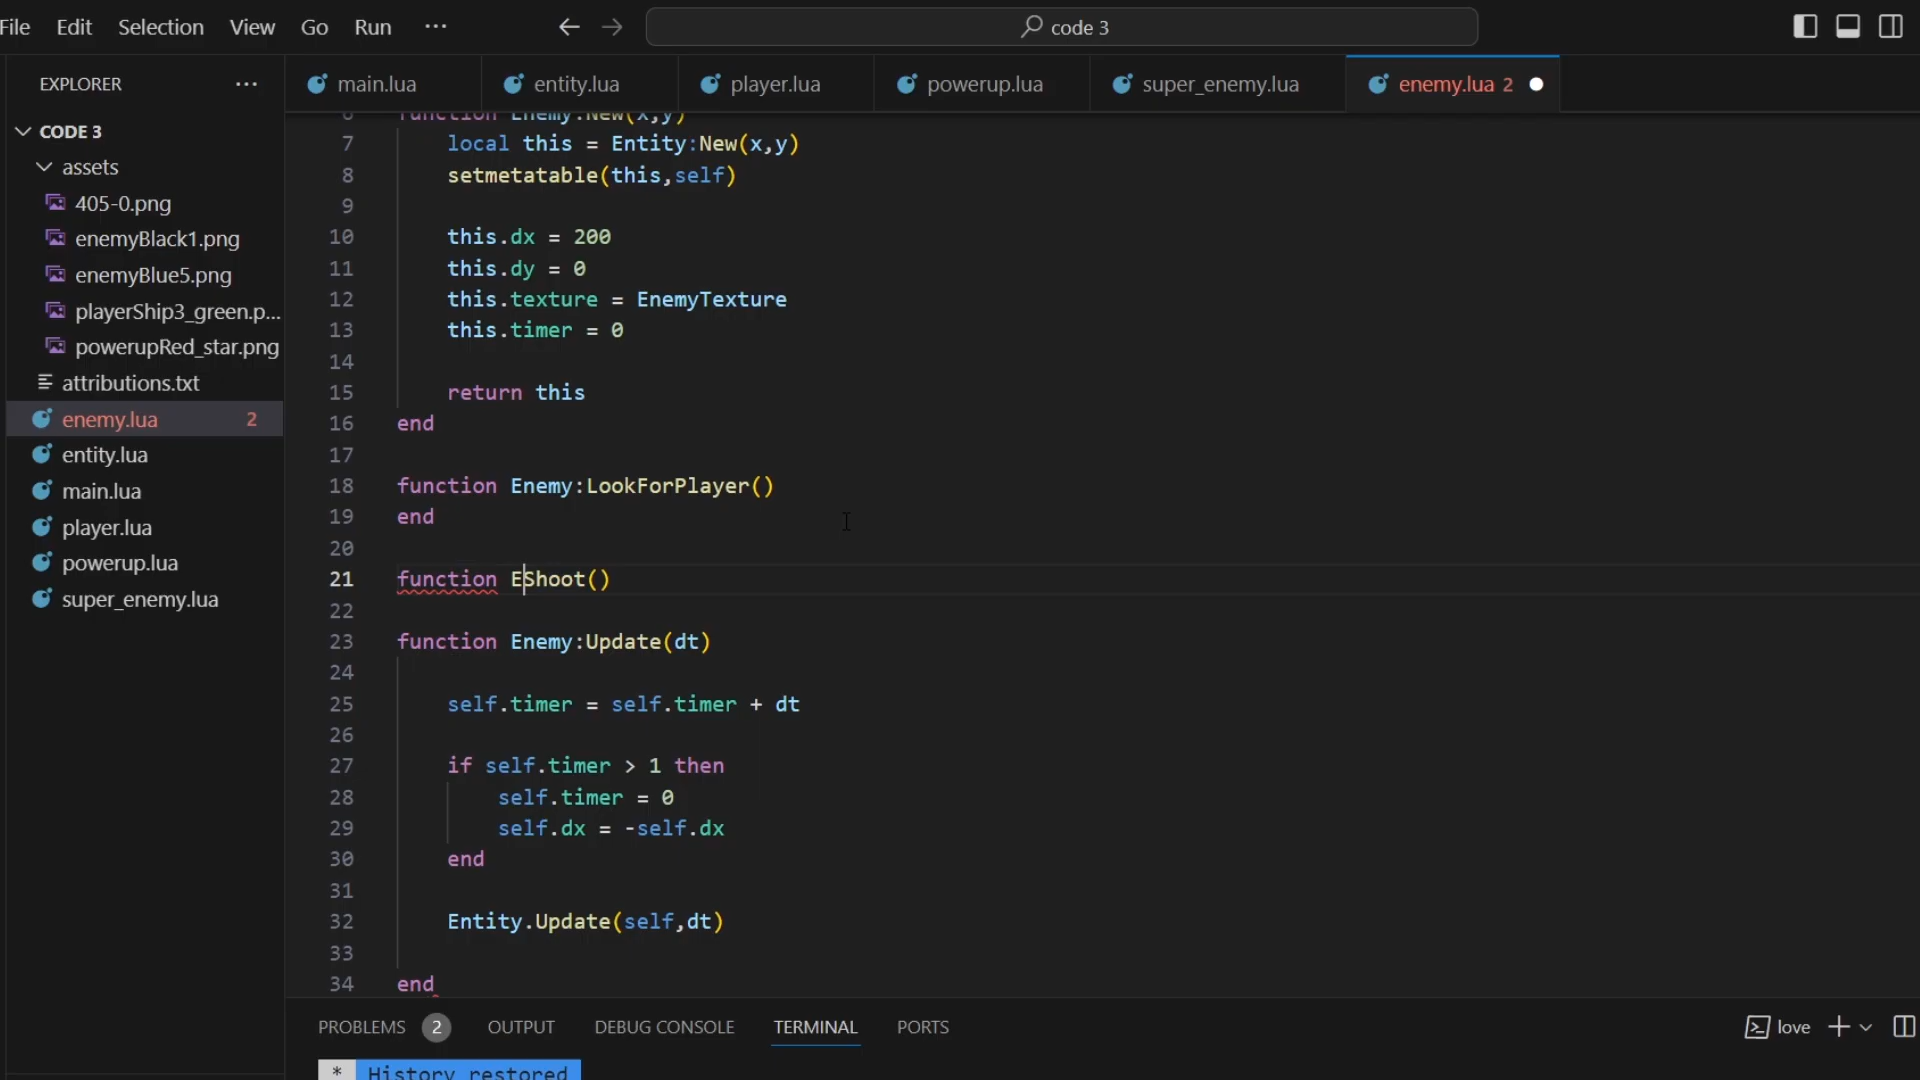 File Edit Selection View Go Run ··· code 3
EXPLORER ···
main.lua entity.lua player.lua powerup.lua super_enemy.lua enemy.lua 2
CODE 3
assets
405-0.png
enemyBlack1.png
enemyBlue5.png
playerShip3_green.p...
powerupRed_star.png
attributions.txt
enemy.lua 2
entity.lua
main.lua
player.lua
powerup.lua
super_enemy.lua
6 function Enemy:New(x,y)
7 local this = Entity:New(x,y)
8 setmetatable(this,self)
9
10 this.dx = 200
11 this.dy = 0
12 this.texture = EnemyTexture
13 this.timer = 0
14
15 return this
16 end
17
18 function Enemy:LookForPlayer()
19 end
20
21 function EShoot()
22
23 function Enemy:Update(dt)
24
25 self.timer = self.timer + dt
26
27 if self.timer > 1 then
28 self.timer = 0
29 self.dx = -self.dx
30 end
31
32 Entity.Update(self,dt)
33
34 end
PROBLEMS 2 OUTPUT DEBUG CONSOLE TERMINAL PORTS love
* History restored